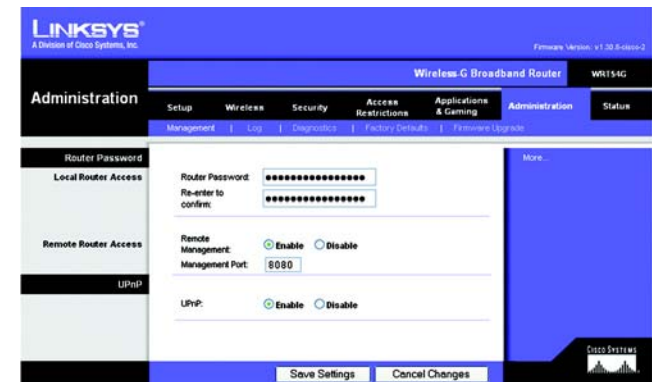 LINKSYS®
A Division of Cisco Systems, Inc.
Firmware Version: v1.30.5-cisco-2
Wireless-G Broadband Router WRT54G
Administration
Setup Wireless Security Access Restrictions Applications & Gaming Administration Status
Management | Log | Diagnostics | Factory Defaults | Firmware Upgrade
Router Password
Local Router Access
Router Password:
Re-enter to confirm:
More...
Remote Router Access
Remote Management: Enable Disable
Management Port: 8080
UPnP
UPnP: Enable Disable
Save Settings Cancel Changes
CISCO SYSTEMS